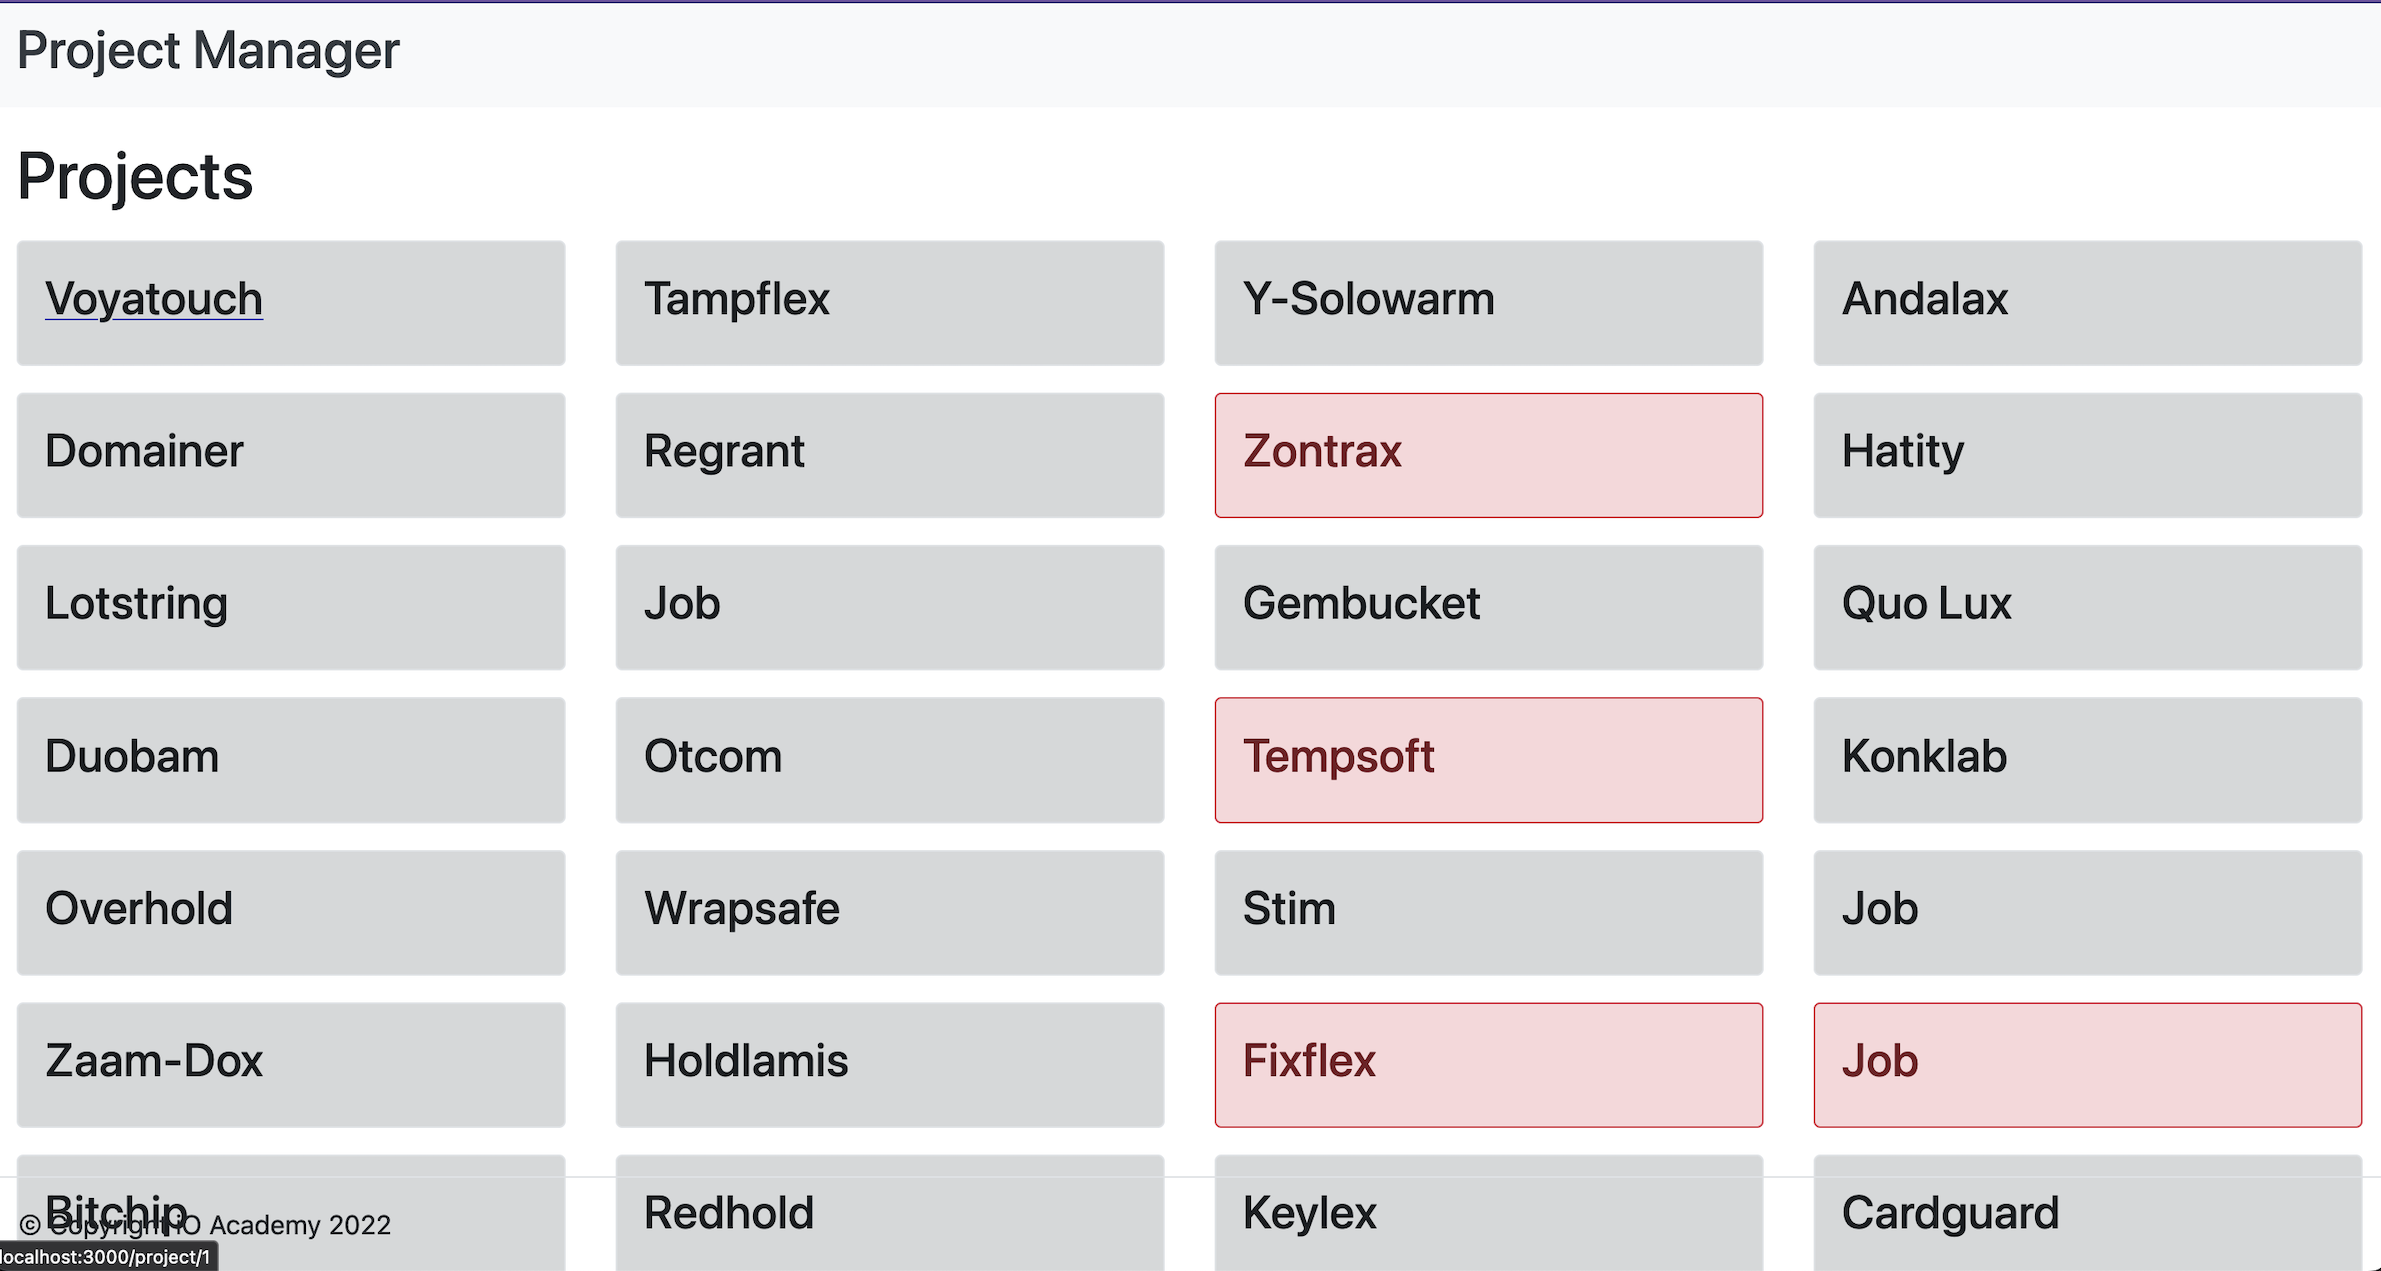 Project Manager
Projects
Voyatouch
Tampflex
Y-Solowarm
Andalax
Domainer
Regrant
Zontrax
Hatity
Lotstring
Job
Gembucket
Quo Lux
Duobam
Otcom
Tempsoft
Konklab
Overhold
Wrapsafe
Stim
Job
Zaam-Dox
Holdlamis
Fixflex
Job
Bitchip
Redhold
Keylex
Cardguard
© Copyright iO Academy 2022
localhost:3000/project/1